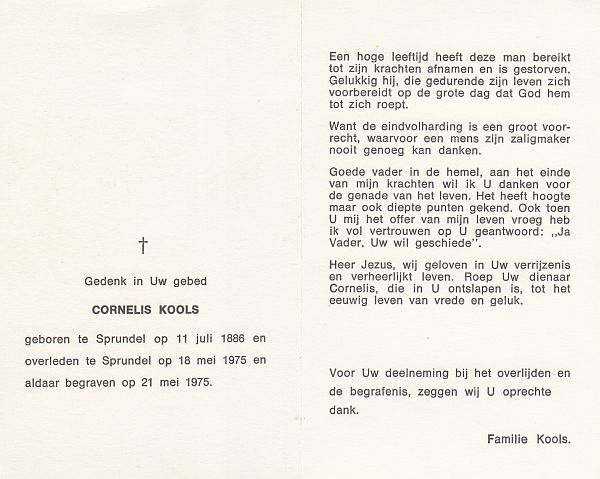 †
Gedenk in Uw gebed
CORNELIS KOOLS
geboren te Sprundel op 11 juli 1886 en
overleden te Sprundel op 18 mei 1975 en
aldaar begraven op 21 mei 1975.
Een hoge leeftijd heeft deze man bereikt
tot zijn krachten afnamen en is gestorven.
Gelukkig hij, die gedurende zijn leven zich
voorbereidt op de grote dag dat God hem
tot zich roept.
Want de eindvolharding is een groot voor-
recht, waarvoor een mens zijn zaligmaker
nooit genoeg kan danken.
Goede vader in de hemel, aan het einde
van mijn krachten wil ik U danken voor
de genade van het leven. Het heeft hoogte
maar ook diepte punten gekend. Ook toen
U mij het offer van mijn leven vroeg heb
ik vol vertrouwen op U geantwoord: ,,Ja
Vader, Uw wil geschiede".
Heer Jezus, wij geloven in Uw verrijzenis
en verheerlijkt leven. Roep Uw dienaar
Cornelis, die in U ontslapen is, tot het
eeuwig leven van vrede en geluk.
Voor Uw deelneming bij het overlijden en
de begrafenis, zeggen wij U oprechte
dank.
Familie Kools.